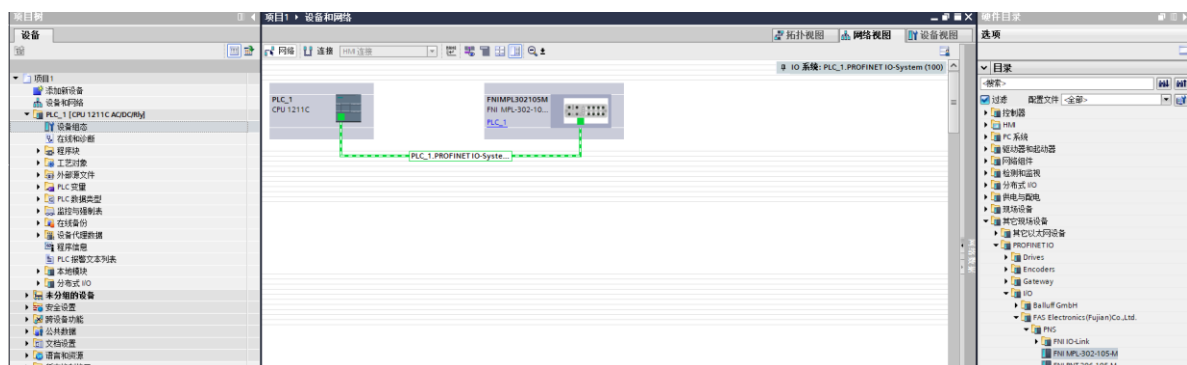 项目树
设备
项目1
添加新设备
设备和网络
PLC_1 [CPU 1211C AC/DC/Rly]
设备组态
在线和诊断
程序块
工艺对象
外部源文件
PLC 变量
PLC 数据类型
监控与强制表
在线备份
设备代理数据
程序信息
PLC 报警文本列表
本地模块
分布式 I/O
未分组的设备
安全设置
跨设备功能
公共数据
文档设置
语言和资源
项目1 ▸ 设备和网络
拓扑视图 网络视图 设备视图
网络 连接 HMI 连接
IO 系统: PLC_1.PROFINET IO-System (100)
PLC_1
CPU 1211C
FNIMPL302105M
FNI MPL-302-10...
PLC_1
PLC_1.PROFINET IO-Syste...
硬件目录
选项
目录
<搜索>
过滤 配置文件 <全部>
控制器
HMI
PC 系统
驱动器和起动器
网络组件
检测和监视
分布式 I/O
供电与配电
现场设备
其它现场设备
其它以太网设备
PROFINET IO
Drives
Encoders
Gateway
I/O
Balluff GmbH
FAS Electronics(Fujian)Co.,Ltd.
PNS
FNI IO-Link
FNI MPL-302-105-M